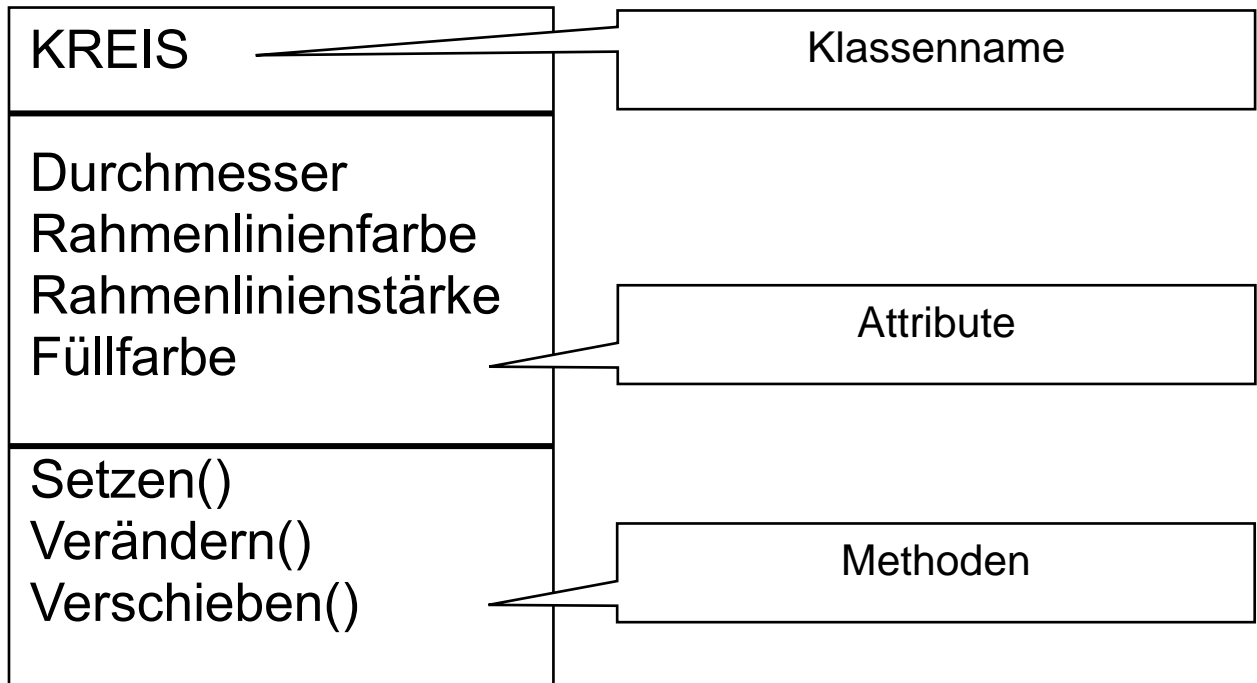 KREIS
Klassenname
Durchmesser
Rahmenlinienfarbe
Rahmenlinienstärke
Füllfarbe
Attribute
Setzen()
Verändern()
Verschieben()
Methoden